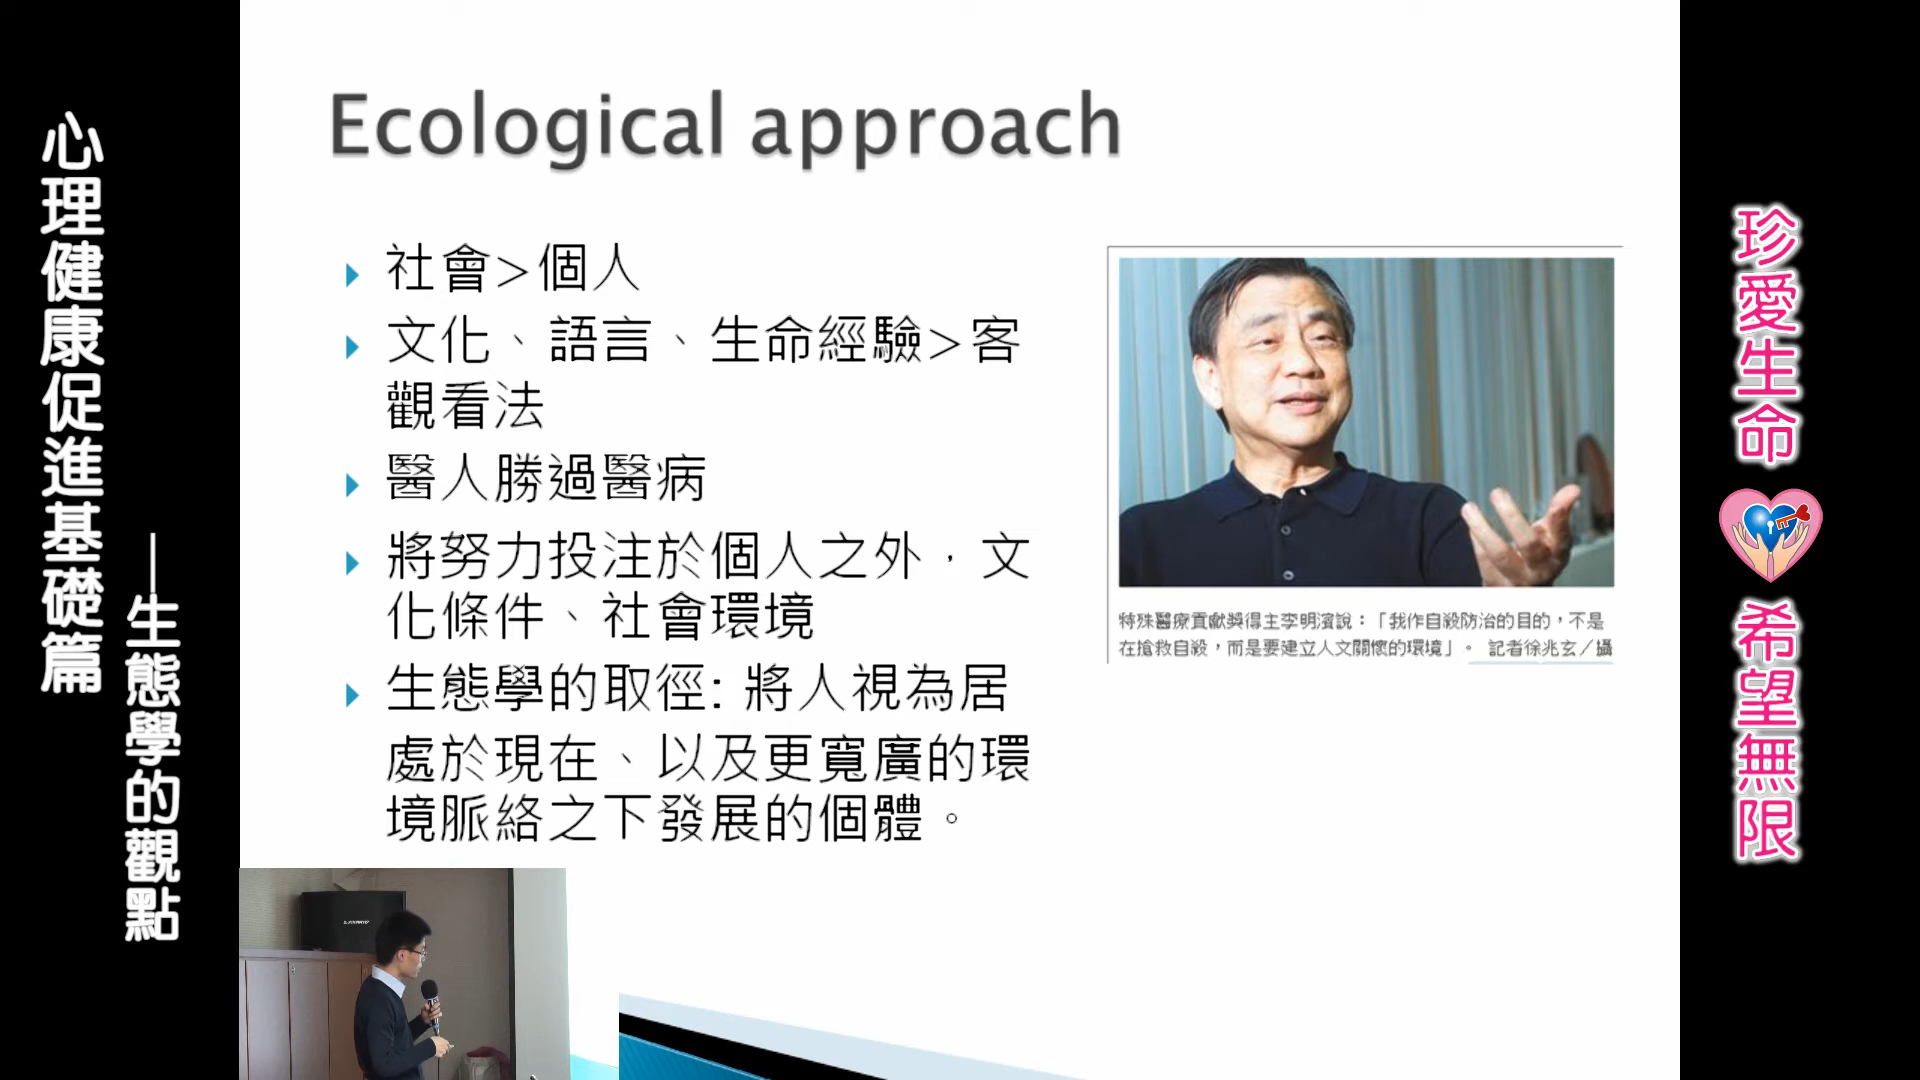 心理健康促進基礎篇
—生態學的觀點
Ecological approach
社會>個人
文化、語言、生命經驗>客
觀看法
醫人勝過醫病
將努力投注於個人之外，文
化條件、社會環境
生態學的取徑: 將人視為居
處於現在、以及更寬廣的環
境脈絡之下發展的個體。
特殊醫療貢獻獎得主李明濱說：「我作自殺防治的目的，不是
在搶救自殺，而是要建立人文關懷的環境」。 記者徐兆玄／攝
珍愛生命
希望無限